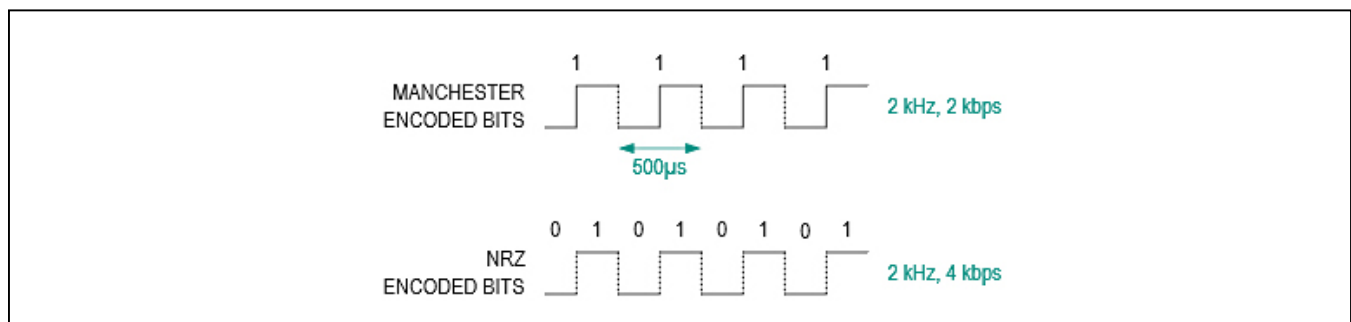 1 1 1 1
MANCHESTER
ENCODED BITS
2 kHz, 2 kbps
500µs
0 1 0 1 0 1 0 1
NRZ
ENCODED BITS
2 kHz, 4 kbps